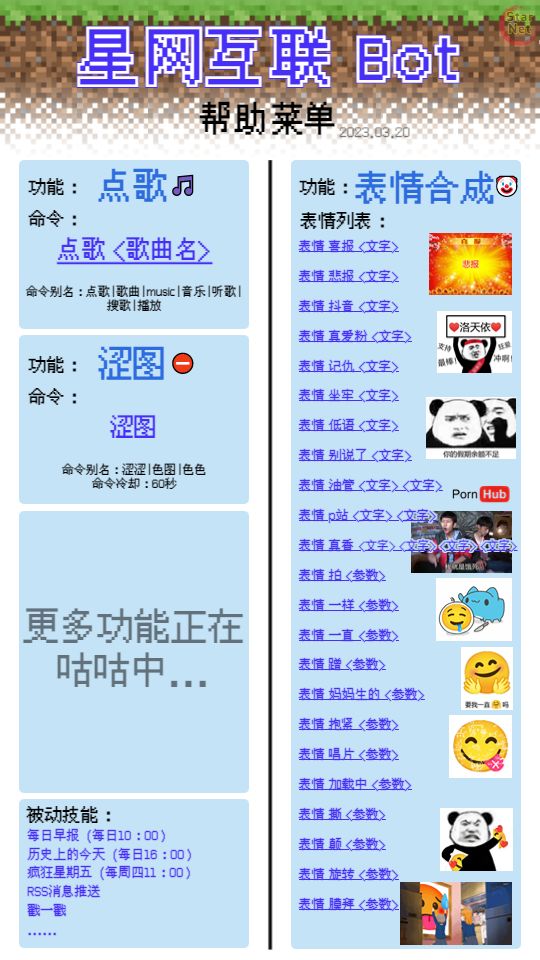 Star
Net
星网互联 Bot
帮助菜单
2023.03.20
功能： 点歌
命令：
点歌 <歌曲名>
命令别名：点歌|歌曲|music|音乐|听歌|
搜歌|播放
功能： 涩图
命令：
涩图
命令别名：涩涩|色图|色色
命令冷却：60秒
更多功能正在
咕咕中...
被动技能：
每日早报（每日10：00）
历史上的今天（每日16：00）
疯狂星期五（每周四11：00）
RSS消息推送
戳一戳
......
功能：表情合成
表情列表：
表情 喜报 <文字>
喜报
悲报
表情 悲报 <文字>
表情 抖音 <文字>
♥洛天依♥
支持
最棒!
冲啊!
表情 真爱粉 <文字>
表情 记仇 <文字>
表情 坐牢 <文字>
表情 低语 <文字>
表情 别说了 <文字>
你的假期余额不足
表情 油管 <文字> <文字>
Porn Hub
表情 p站 <文字> <文字>
表情 真香 <文字> <文字> <文字> <文字>
表情 拍 <参数>
表情 一样 <参数>
表情 一直 <参数>
表情 蹭 <参数>
表情 妈妈生的 <参数>
要我一直 吗
表情 抱紧 <参数>
表情 唱片 <参数>
表情 加载中 <参数>
表情 撕 <参数>
表情 颠 <参数>
表情 旋转 <参数>
表情 膜拜 <参数>